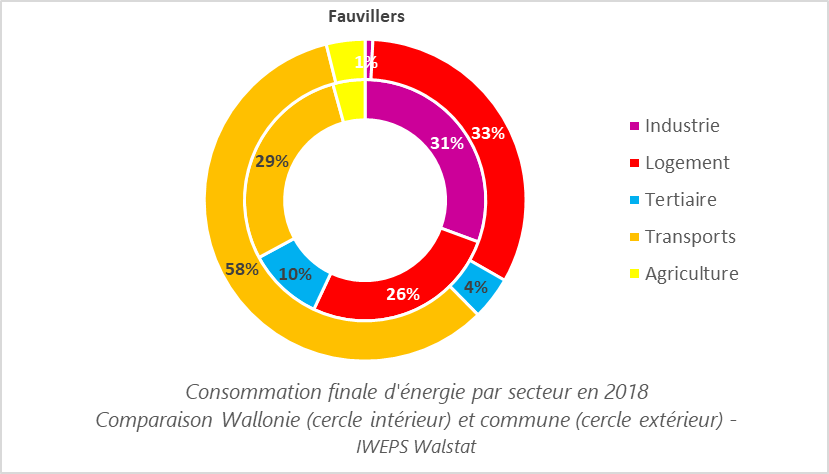 Fauvillers
1%
33%
31%
29%
58%
10%
26%
4%
Industrie
Logement
Tertiaire
Transports
Agriculture
Consommation finale d'énergie par secteur en 2018
Comparaison Wallonie (cercle intérieur) et commune (cercle extérieur) -
IWEPS Walstat